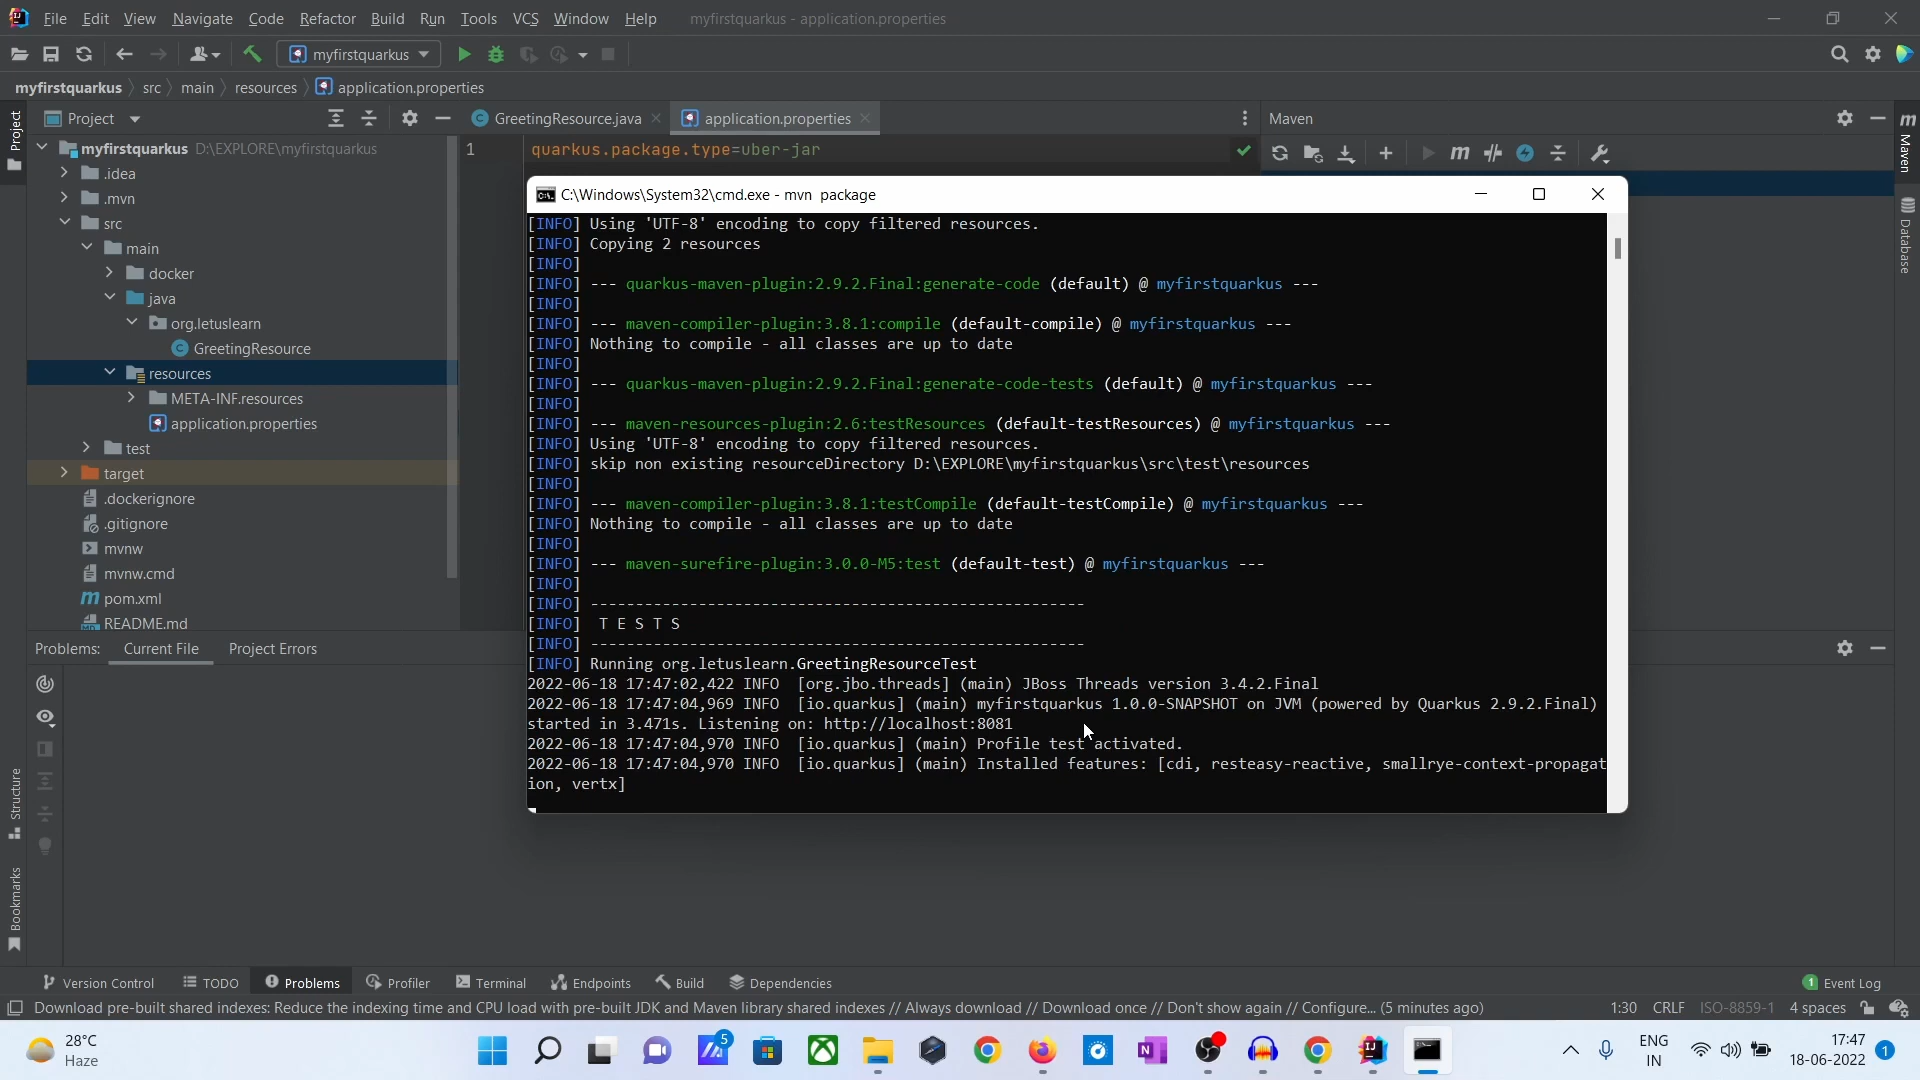 File Edit View Navigate Code Refactor Build Run Tools VCS Window Help myfirstquarkus - application.properties
myfirstquarkus
myfirstquarkus src main resources application.properties
Project GreetingResource.java application.properties Maven
myfirstquarkus D:\EXPLORE\myfirstquarkus
1 quarkus.package.type=uber-jar
.idea
.mvn
src
main
docker
java
org.letuslearn
GreetingResource
resources
META-INF.resources
application.properties
test
target
.dockerignore
.gitignore
mvnw
mvnw.cmd
pom.xml
README.md
C:\Windows\System32\cmd.exe - mvn package
[INFO] Using 'UTF-8' encoding to copy filtered resources.
[INFO] Copying 2 resources
[INFO]
[INFO] --- quarkus-maven-plugin:2.9.2.Final:generate-code (default) @ myfirstquarkus ---
[INFO]
[INFO] --- maven-compiler-plugin:3.8.1:compile (default-compile) @ myfirstquarkus ---
[INFO] Nothing to compile - all classes are up to date
[INFO]
[INFO] --- quarkus-maven-plugin:2.9.2.Final:generate-code-tests (default) @ myfirstquarkus ---
[INFO]
[INFO] --- maven-resources-plugin:2.6:testResources (default-testResources) @ myfirstquarkus ---
[INFO] Using 'UTF-8' encoding to copy filtered resources.
[INFO] skip non existing resourceDirectory D:\EXPLORE\myfirstquarkus\src\test\resources
[INFO]
[INFO] --- maven-compiler-plugin:3.8.1:testCompile (default-testCompile) @ myfirstquarkus ---
[INFO] Nothing to compile - all classes are up to date
[INFO]
[INFO] --- maven-surefire-plugin:3.0.0-M5:test (default-test) @ myfirstquarkus ---
[INFO]
[INFO] -------------------------------------------------------
[INFO]  T E S T S
[INFO] -------------------------------------------------------
[INFO] Running org.letuslearn.GreetingResourceTest
2022-06-18 17:47:02,422 INFO  [org.jbo.threads] (main) JBoss Threads version 3.4.2.Final
2022-06-18 17:47:04,969 INFO  [io.quarkus] (main) myfirstquarkus 1.0.0-SNAPSHOT on JVM (powered by Quarkus 2.9.2.Final)
started in 3.471s. Listening on: http://localhost:8081
2022-06-18 17:47:04,970 INFO  [io.quarkus] (main) Profile test activated.
2022-06-18 17:47:04,970 INFO  [io.quarkus] (main) Installed features: [cdi, resteasy-reactive, smallrye-context-propagat
ion, vertx]
Project
Structure
Bookmarks
Maven
Database
Problems: Current File Project Errors
Version Control TODO Problems Profiler Terminal Endpoints Build Dependencies 1 Event Log
Download pre-built shared indexes: Reduce the indexing time and CPU load with pre-built JDK and Maven library shared indexes // Always download // Download once // Don't show again // Configure... (5 minutes ago) 1:30 CRLF ISO-8859-1 4 spaces
28°C
Haze
5
ENG
IN
17:47
18-06-2022
1